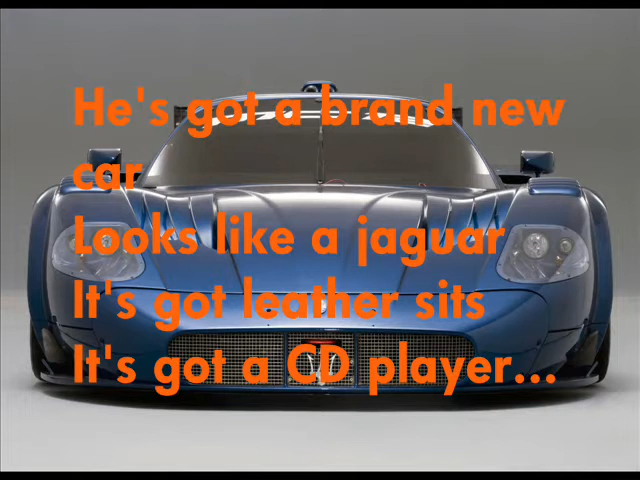 He's got a brand new
car
Looks like a jaguar
It's got leather sits
It's got a CD player...